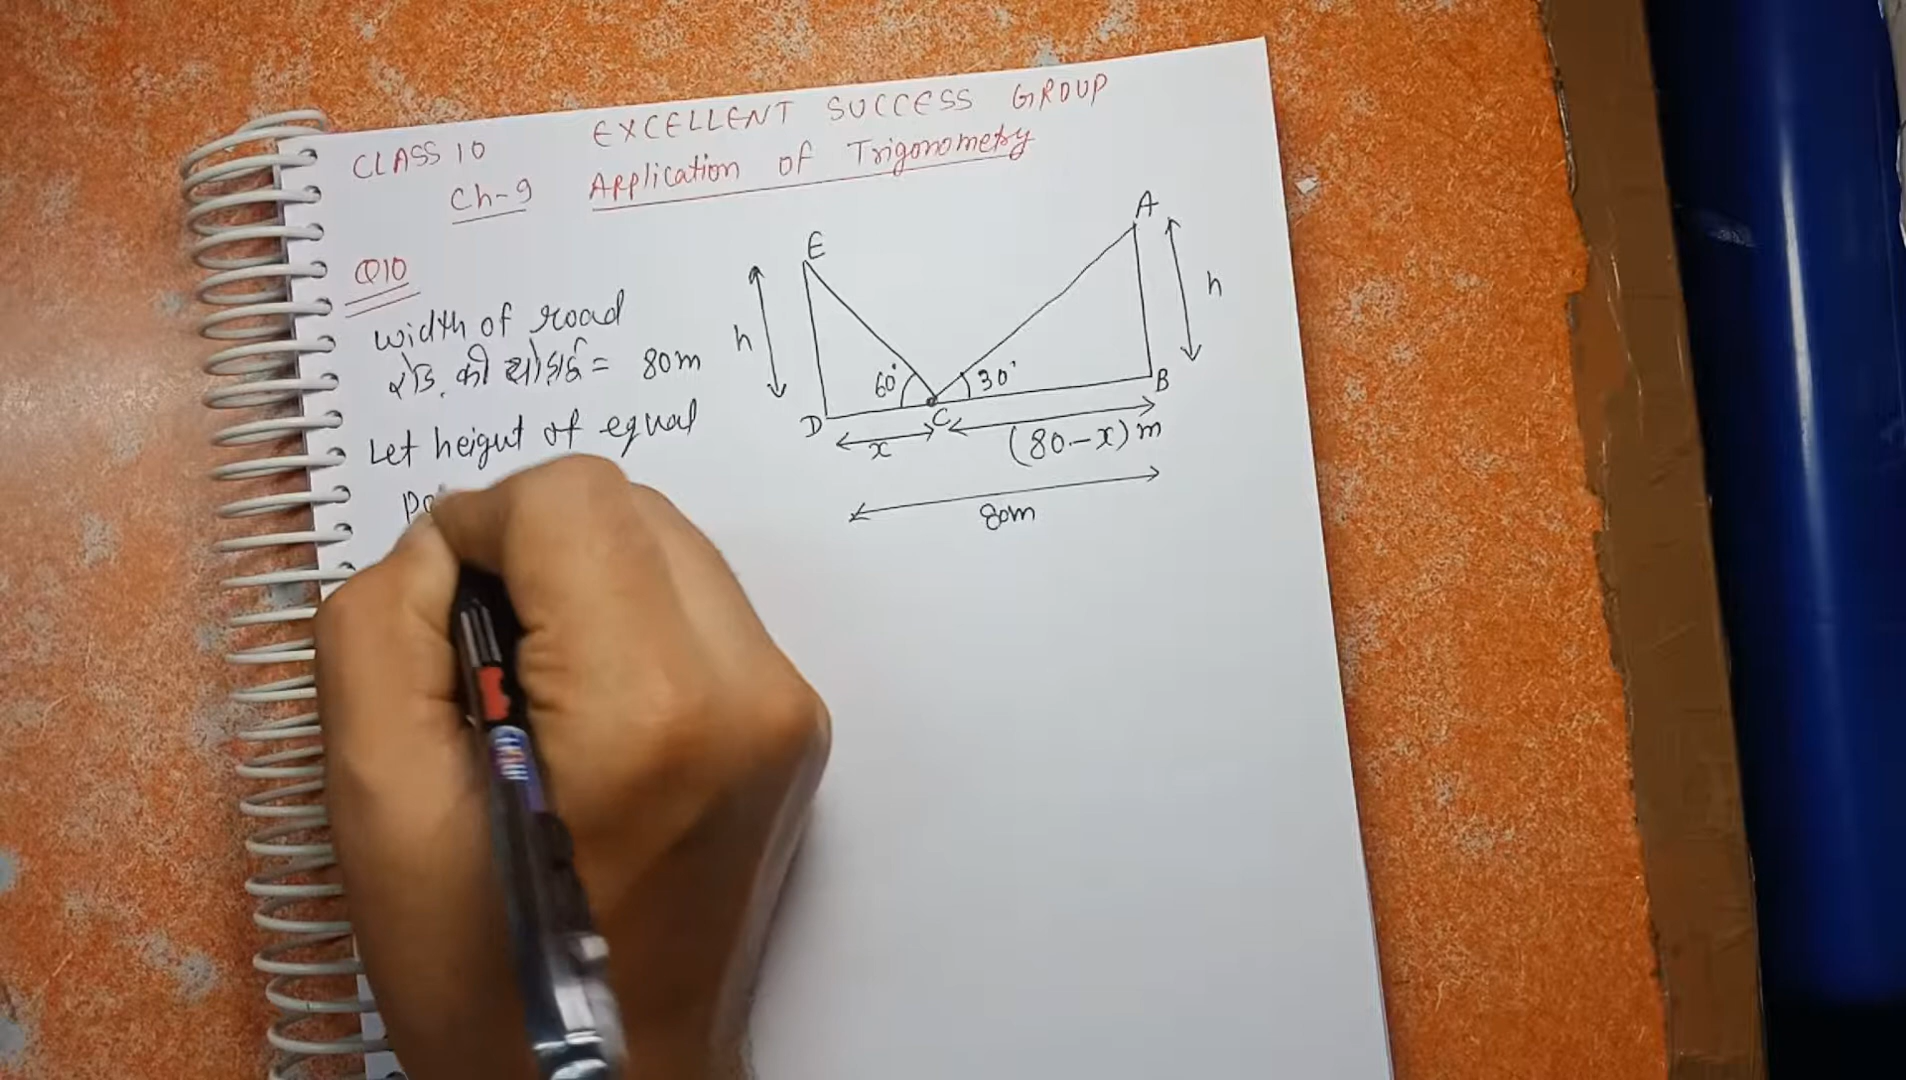 CLASS 10 EXCELLENT SUCCESS GROUP
Ch-9 Application of Trigonometry
Q10
width of road
की = 80m
Let height of equal
E
A
h
h
60°
30°
D
C
B
x
(80-x)m
80m